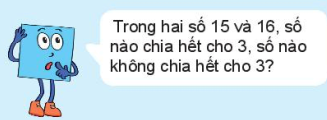 Trong hai số 15 và 16, số
nào chia hết cho 3, số nào
không chia hết cho 3?